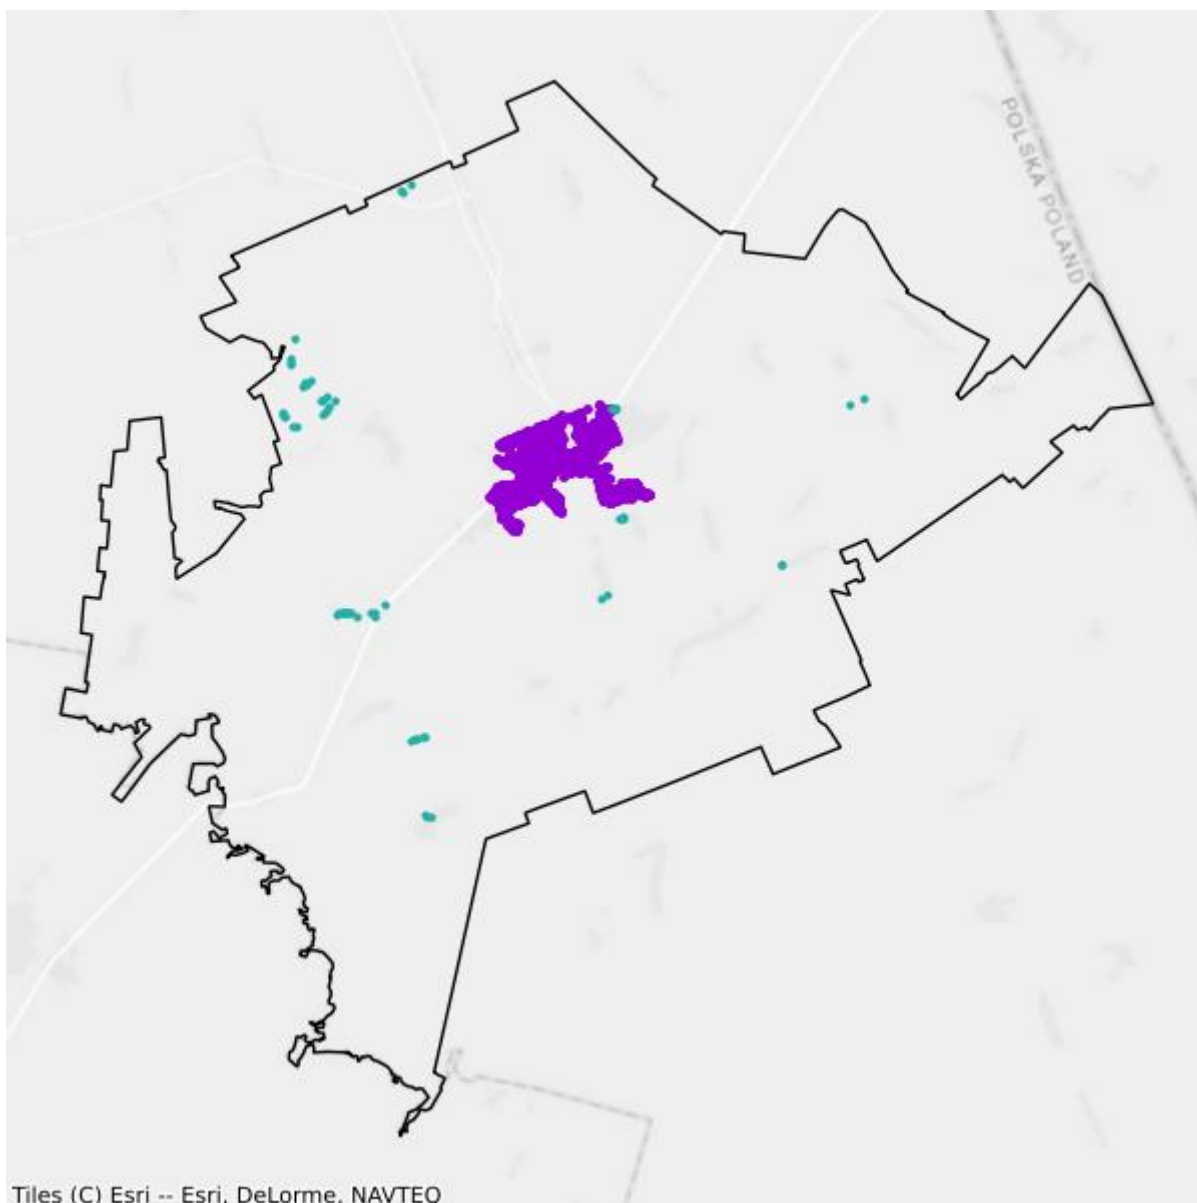 POLSKA POLAND
Tiles (C) Esri -- Esri, DeLorme, NAVTEQ